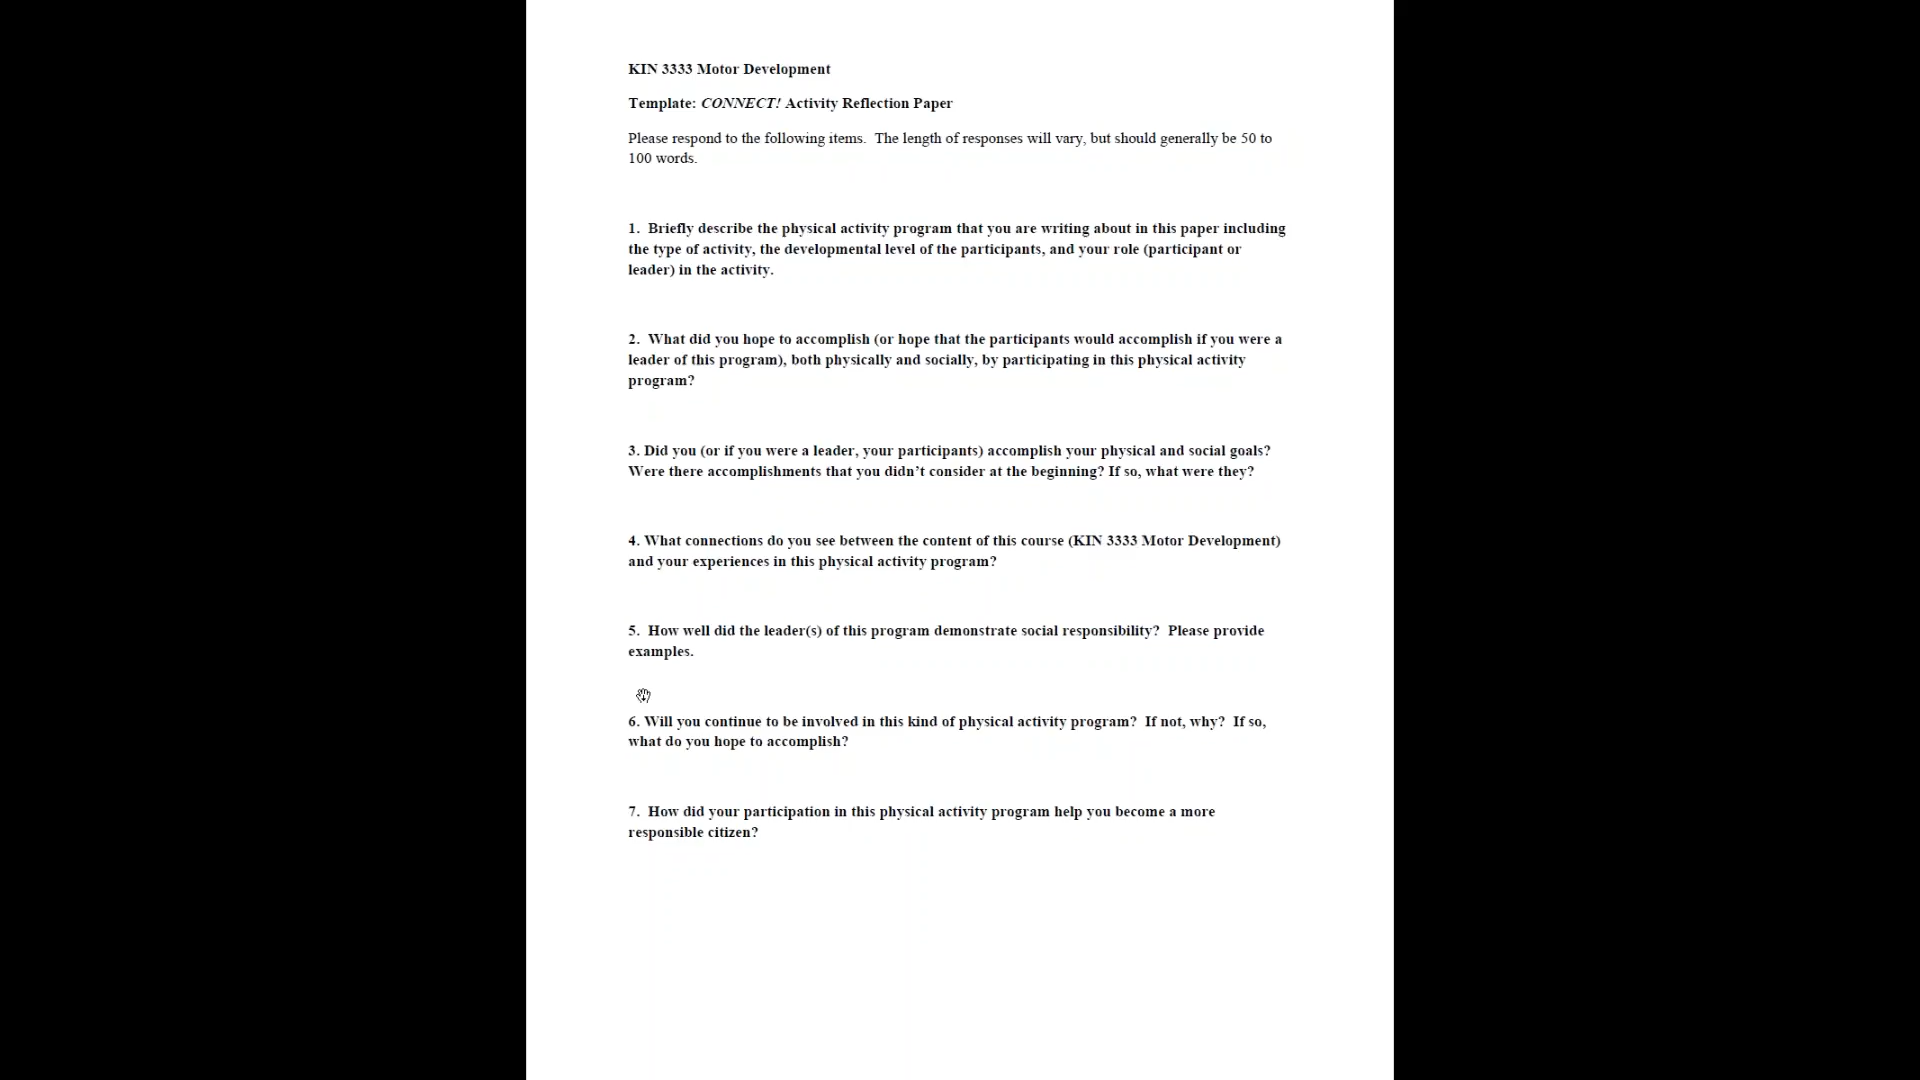 KIN 3333 Motor Development
Template: CONNECT! Activity Reflection Paper
Please respond to the following items.  The length of responses will vary, but should generally be 50 to
100 words.
1.  Briefly describe the physical activity program that you are writing about in this paper including
the type of activity, the developmental level of the participants, and your role (participant or
leader) in the activity.
2.  What did you hope to accomplish (or hope that the participants would accomplish if you were a
leader of this program), both physically and socially, by participating in this physical activity
program?
3. Did you (or if you were a leader, your participants) accomplish your physical and social goals?
Were there accomplishments that you didn’t consider at the beginning? If so, what were they?
4. What connections do you see between the content of this course (KIN 3333 Motor Development)
and your experiences in this physical activity program?
5.  How well did the leader(s) of this program demonstrate social responsibility?  Please provide
examples.
6. Will you continue to be involved in this kind of physical activity program?  If not, why?  If so,
what do you hope to accomplish?
7.  How did your participation in this physical activity program help you become a more
responsible citizen?